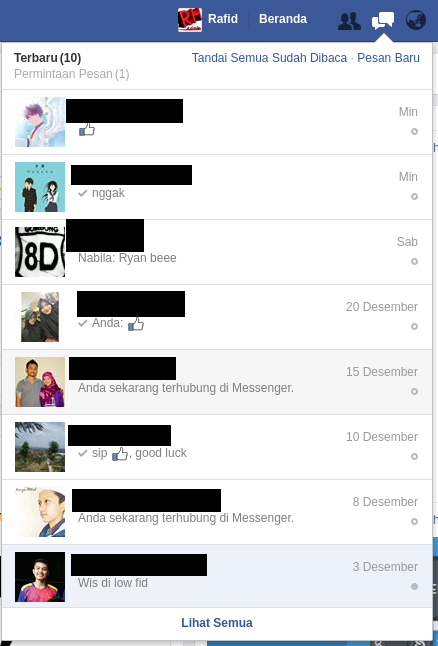 Rafid Beranda
Terbaru (10) Tandai Semua Sudah Dibaca · Pesan Baru
Permintaan Pesan (1)
Min
Min
nggak
8D
Sab
Nabila: Ryan beee
20 Desember
Anda:
15 Desember
Anda sekarang terhubung di Messenger.
10 Desember
sip , good luck
8 Desember
Anda sekarang terhubung di Messenger.
3 Desember
Wis di low fid
Lihat Semua